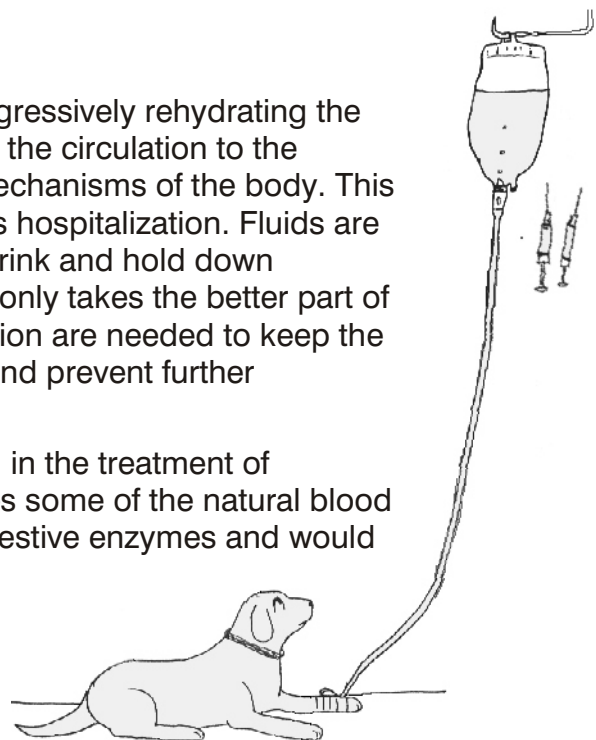 gressively rehydrating the
the circulation to the
echanisms of the body. This
s hospitalization. Fluids are
rink and hold down
only takes the better part of
ion are needed to keep the
nd prevent further
in the treatment of
s some of the natural blood
estive enzymes and would